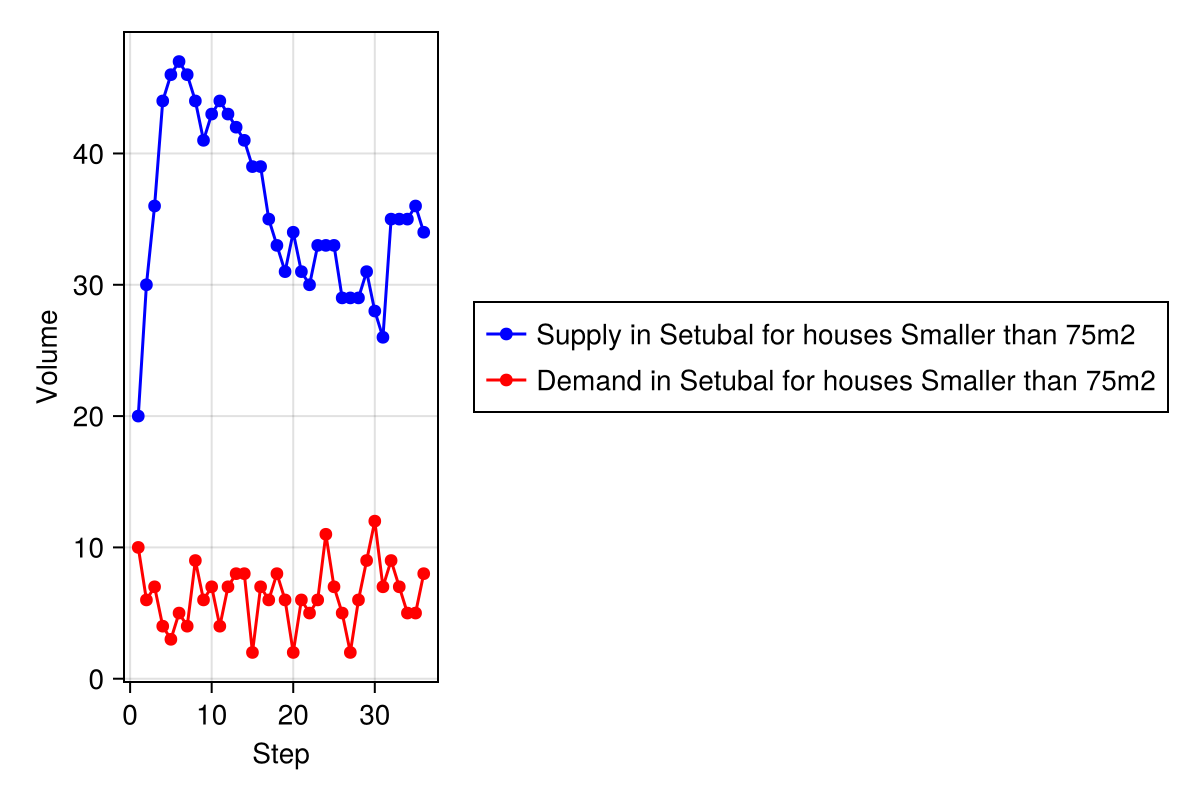 Volume
40
30
20
10
0
0 10 20 30
Step
Supply in Setubal for houses Smaller than 75m2
Demand in Setubal for houses Smaller than 75m2